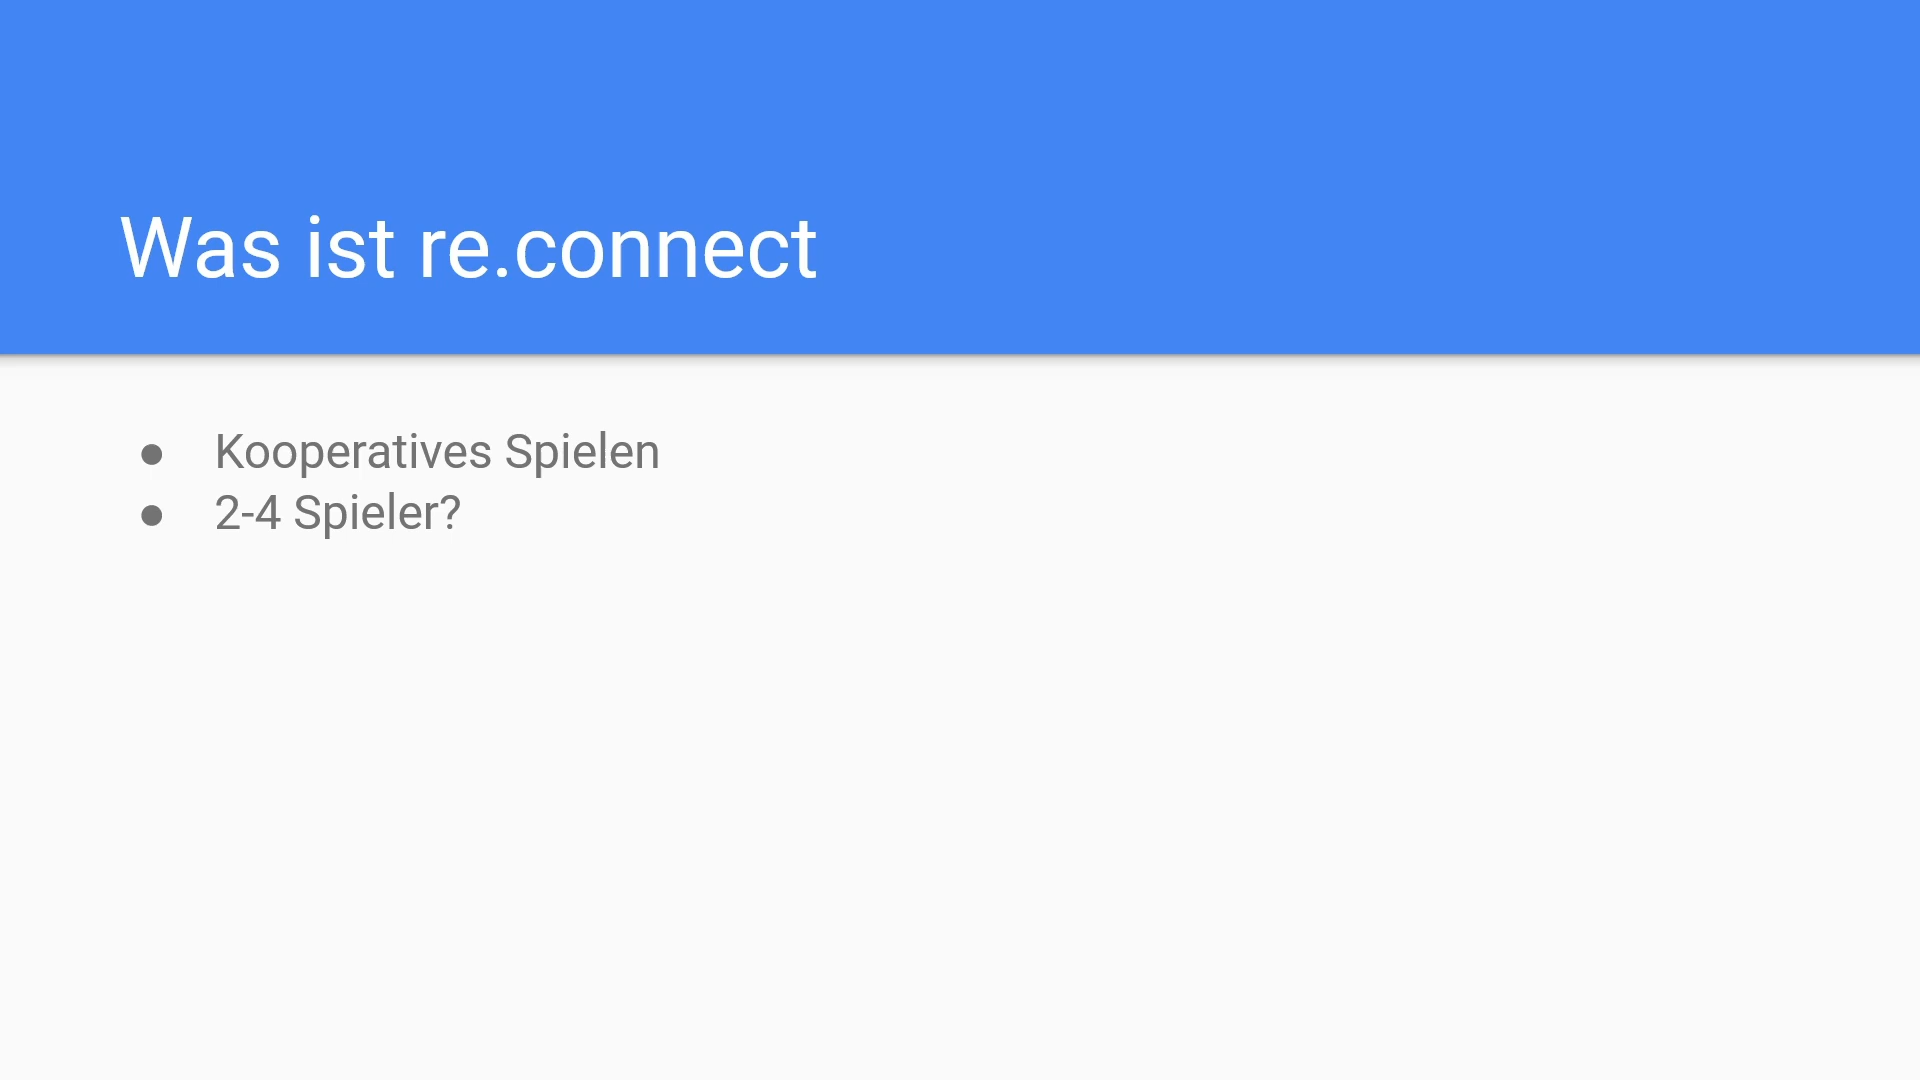 Was ist re.connect
● Kooperatives Spielen
● 2-4 Spieler?